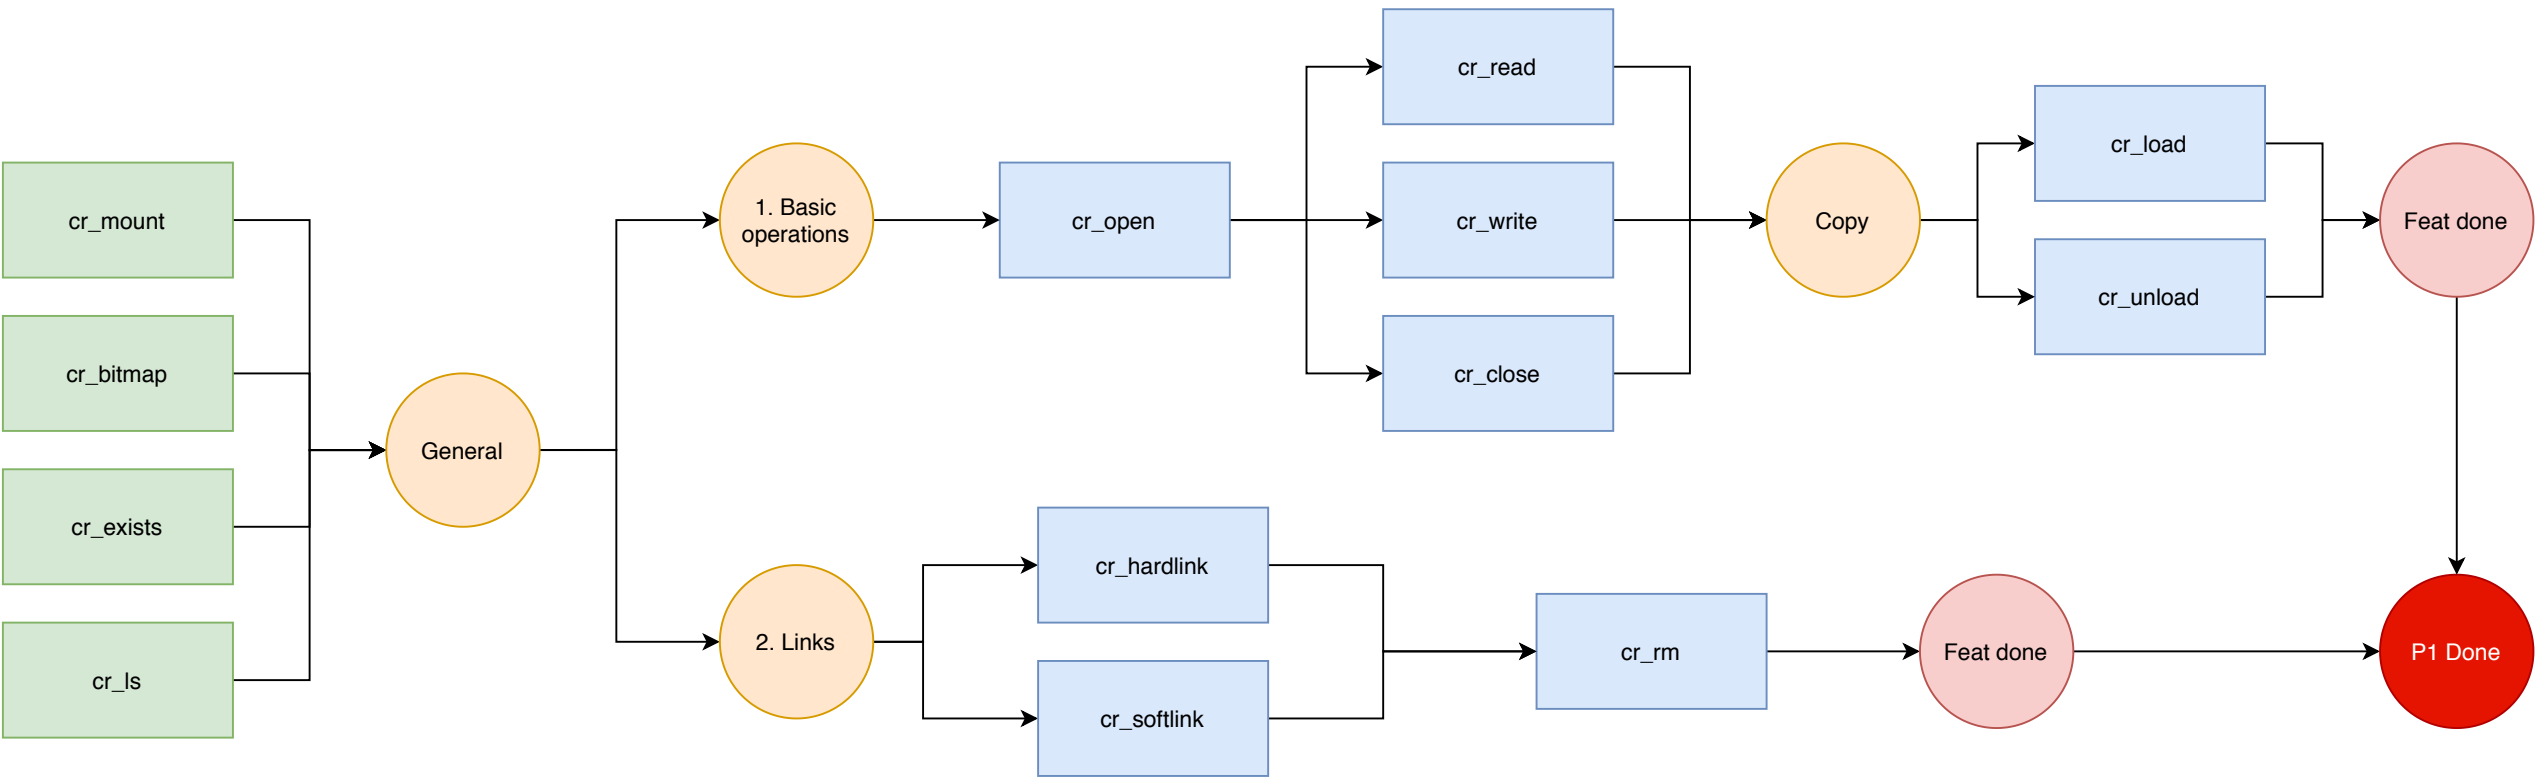 cr_mount
cr_bitmap
cr_exists
cr_ls
General
1. Basic
operations
cr_open
cr_read
cr_write
cr_close
Copy
cr_load
cr_unload
Feat done
2. Links
cr_hardlink
cr_softlink
cr_rm
Feat done
P1 Done